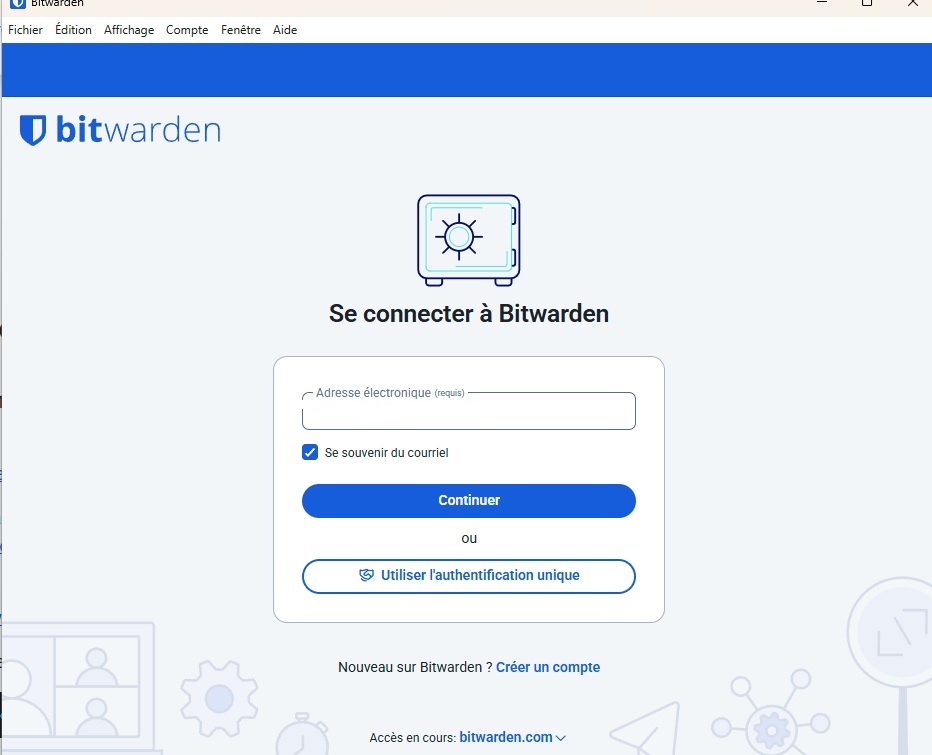 Bitwarden
Fichier Édition Affichage Compte Fenêtre Aide
bitwarden
Se connecter à Bitwarden
Adresse électronique (requis)
Se souvenir du courriel
Continuer
ou
Utiliser l'authentification unique
Nouveau sur Bitwarden ? Créer un compte
Accès en cours: bitwarden.com